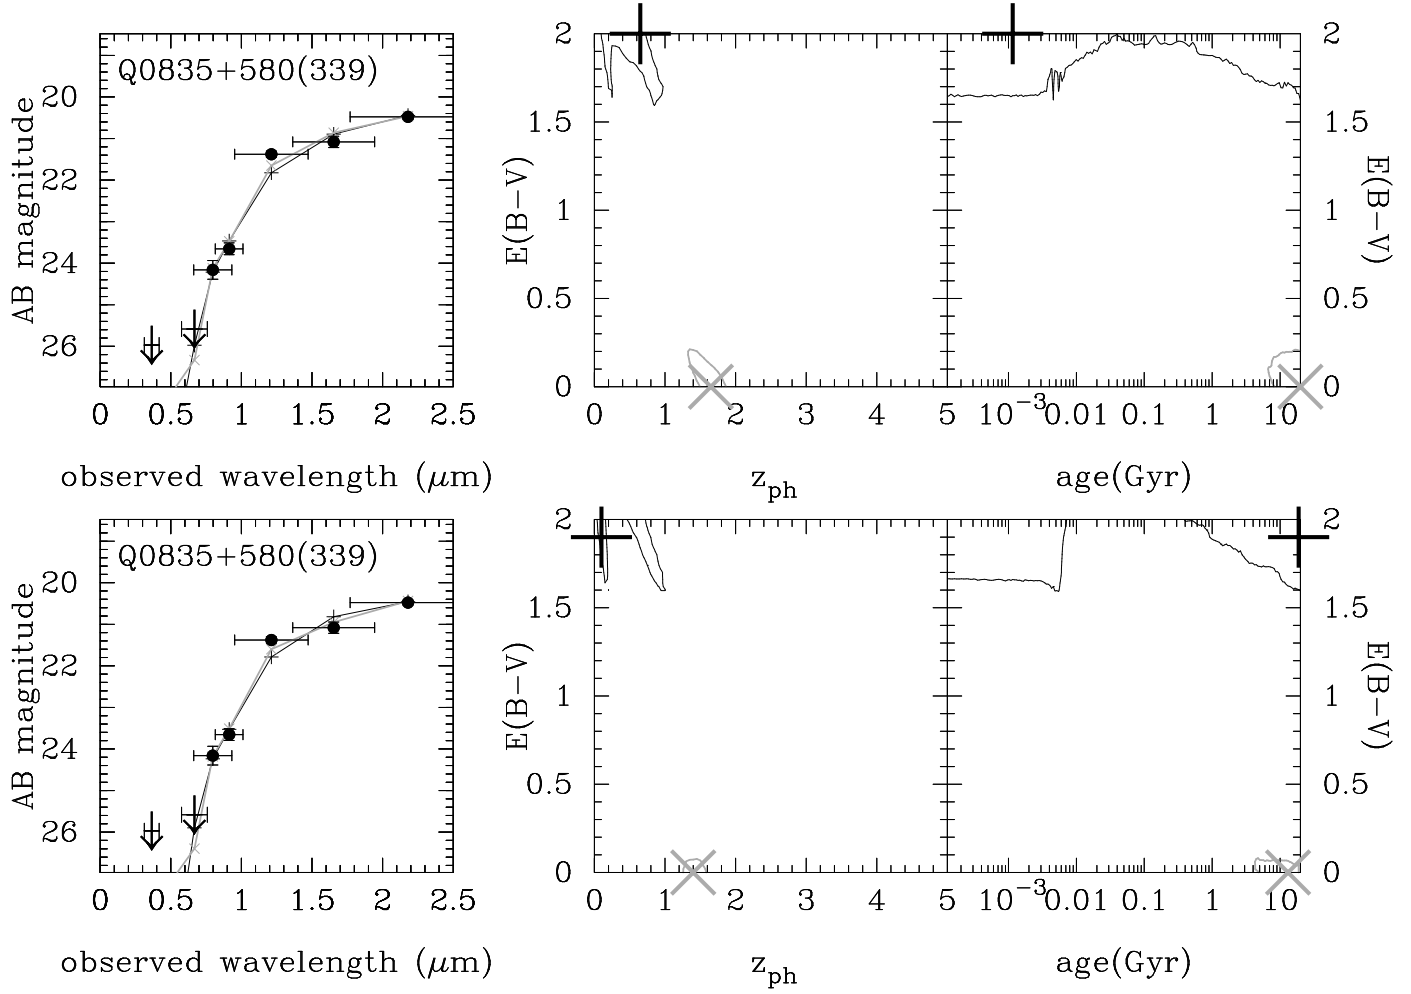 Q0835+580(339)
AB magnitude
20
22
24
26
0 0.5 1 1.5 2 2.5
observed wavelength (μm)
E(B−V)
2
1.5
1
0.5
0
0 1 2 3 4 5
z_ph
10^−3 0.01 0.1 1 10
age(Gyr)
2
1.5
1
0.5
0
E(B−V)
Q0835+580(339)
AB magnitude
20
22
24
26
0 0.5 1 1.5 2 2.5
observed wavelength (μm)
E(B−V)
2
1.5
1
0.5
0
0 1 2 3 4 5
z_ph
10^−3 0.01 0.1 1 10
age(Gyr)
2
1.5
1
0.5
0
E(B−V)